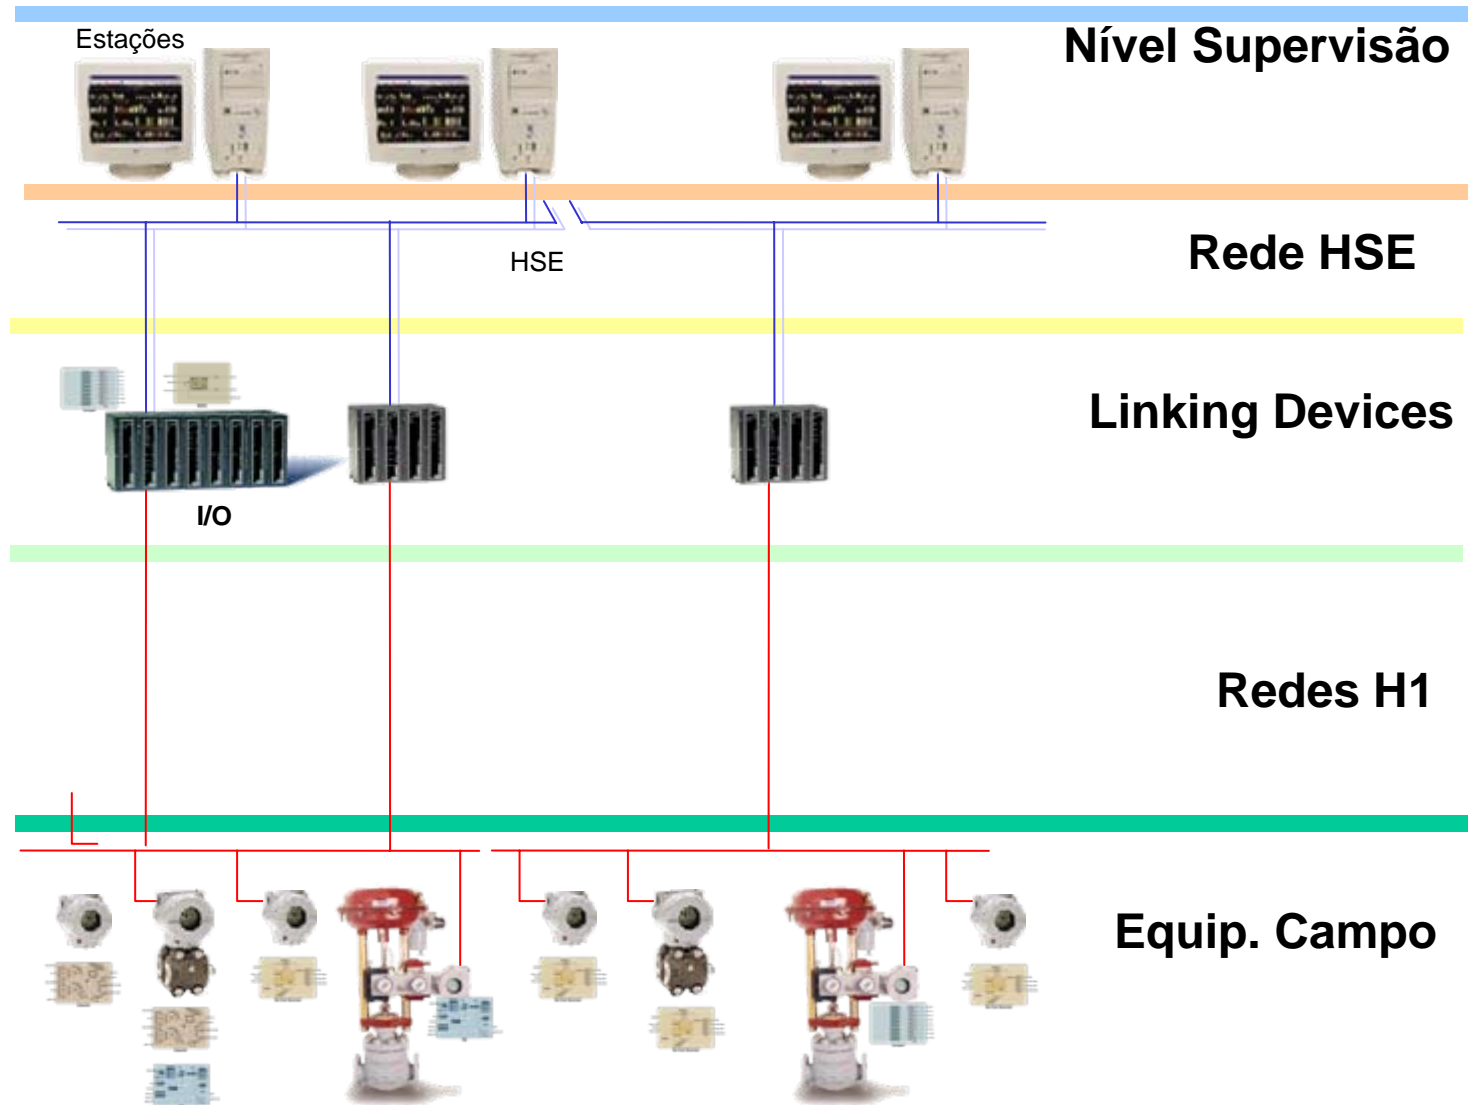 Estações
Nível Supervisão
HSE
Rede HSE
Linking Devices
I/O
Redes H1
Equip. Campo